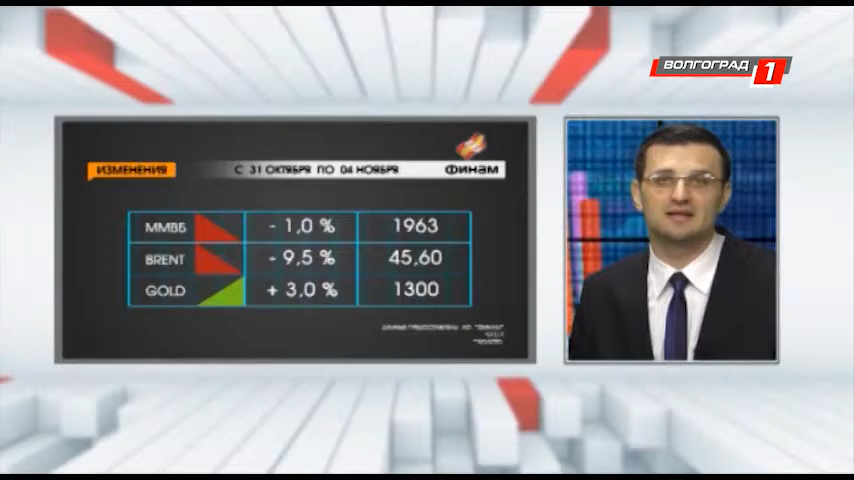 ВОЛГОГРАД 1
ИЗМЕНЕНИЯ С 31 ОКТЯБРЯ ПО 04 НОЯБРЯ ФИНАМ
ММВБ - 1,0 % 1963
BRENT - 9,5 % 45,60
GOLD + 3,0 % 1300